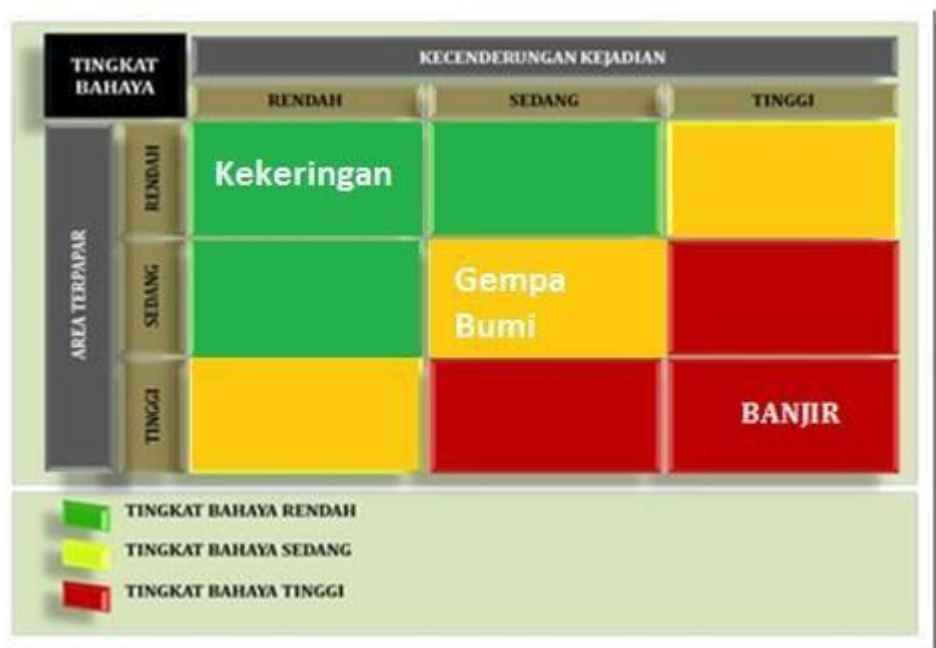 TINGKAT
BAHAYA
KECENDERUNGAN KEJADIAN
RENDAH
SEDANG
TINGGI
AREA TERPAPAR
RENDAH
Kekeringan
SEDANG
Gempa
Bumi
TINGGI
BANJIR
TINGKAT BAHAYA RENDAH
TINGKAT BAHAYA SEDANG
TINGKAT BAHAYA TINGGI